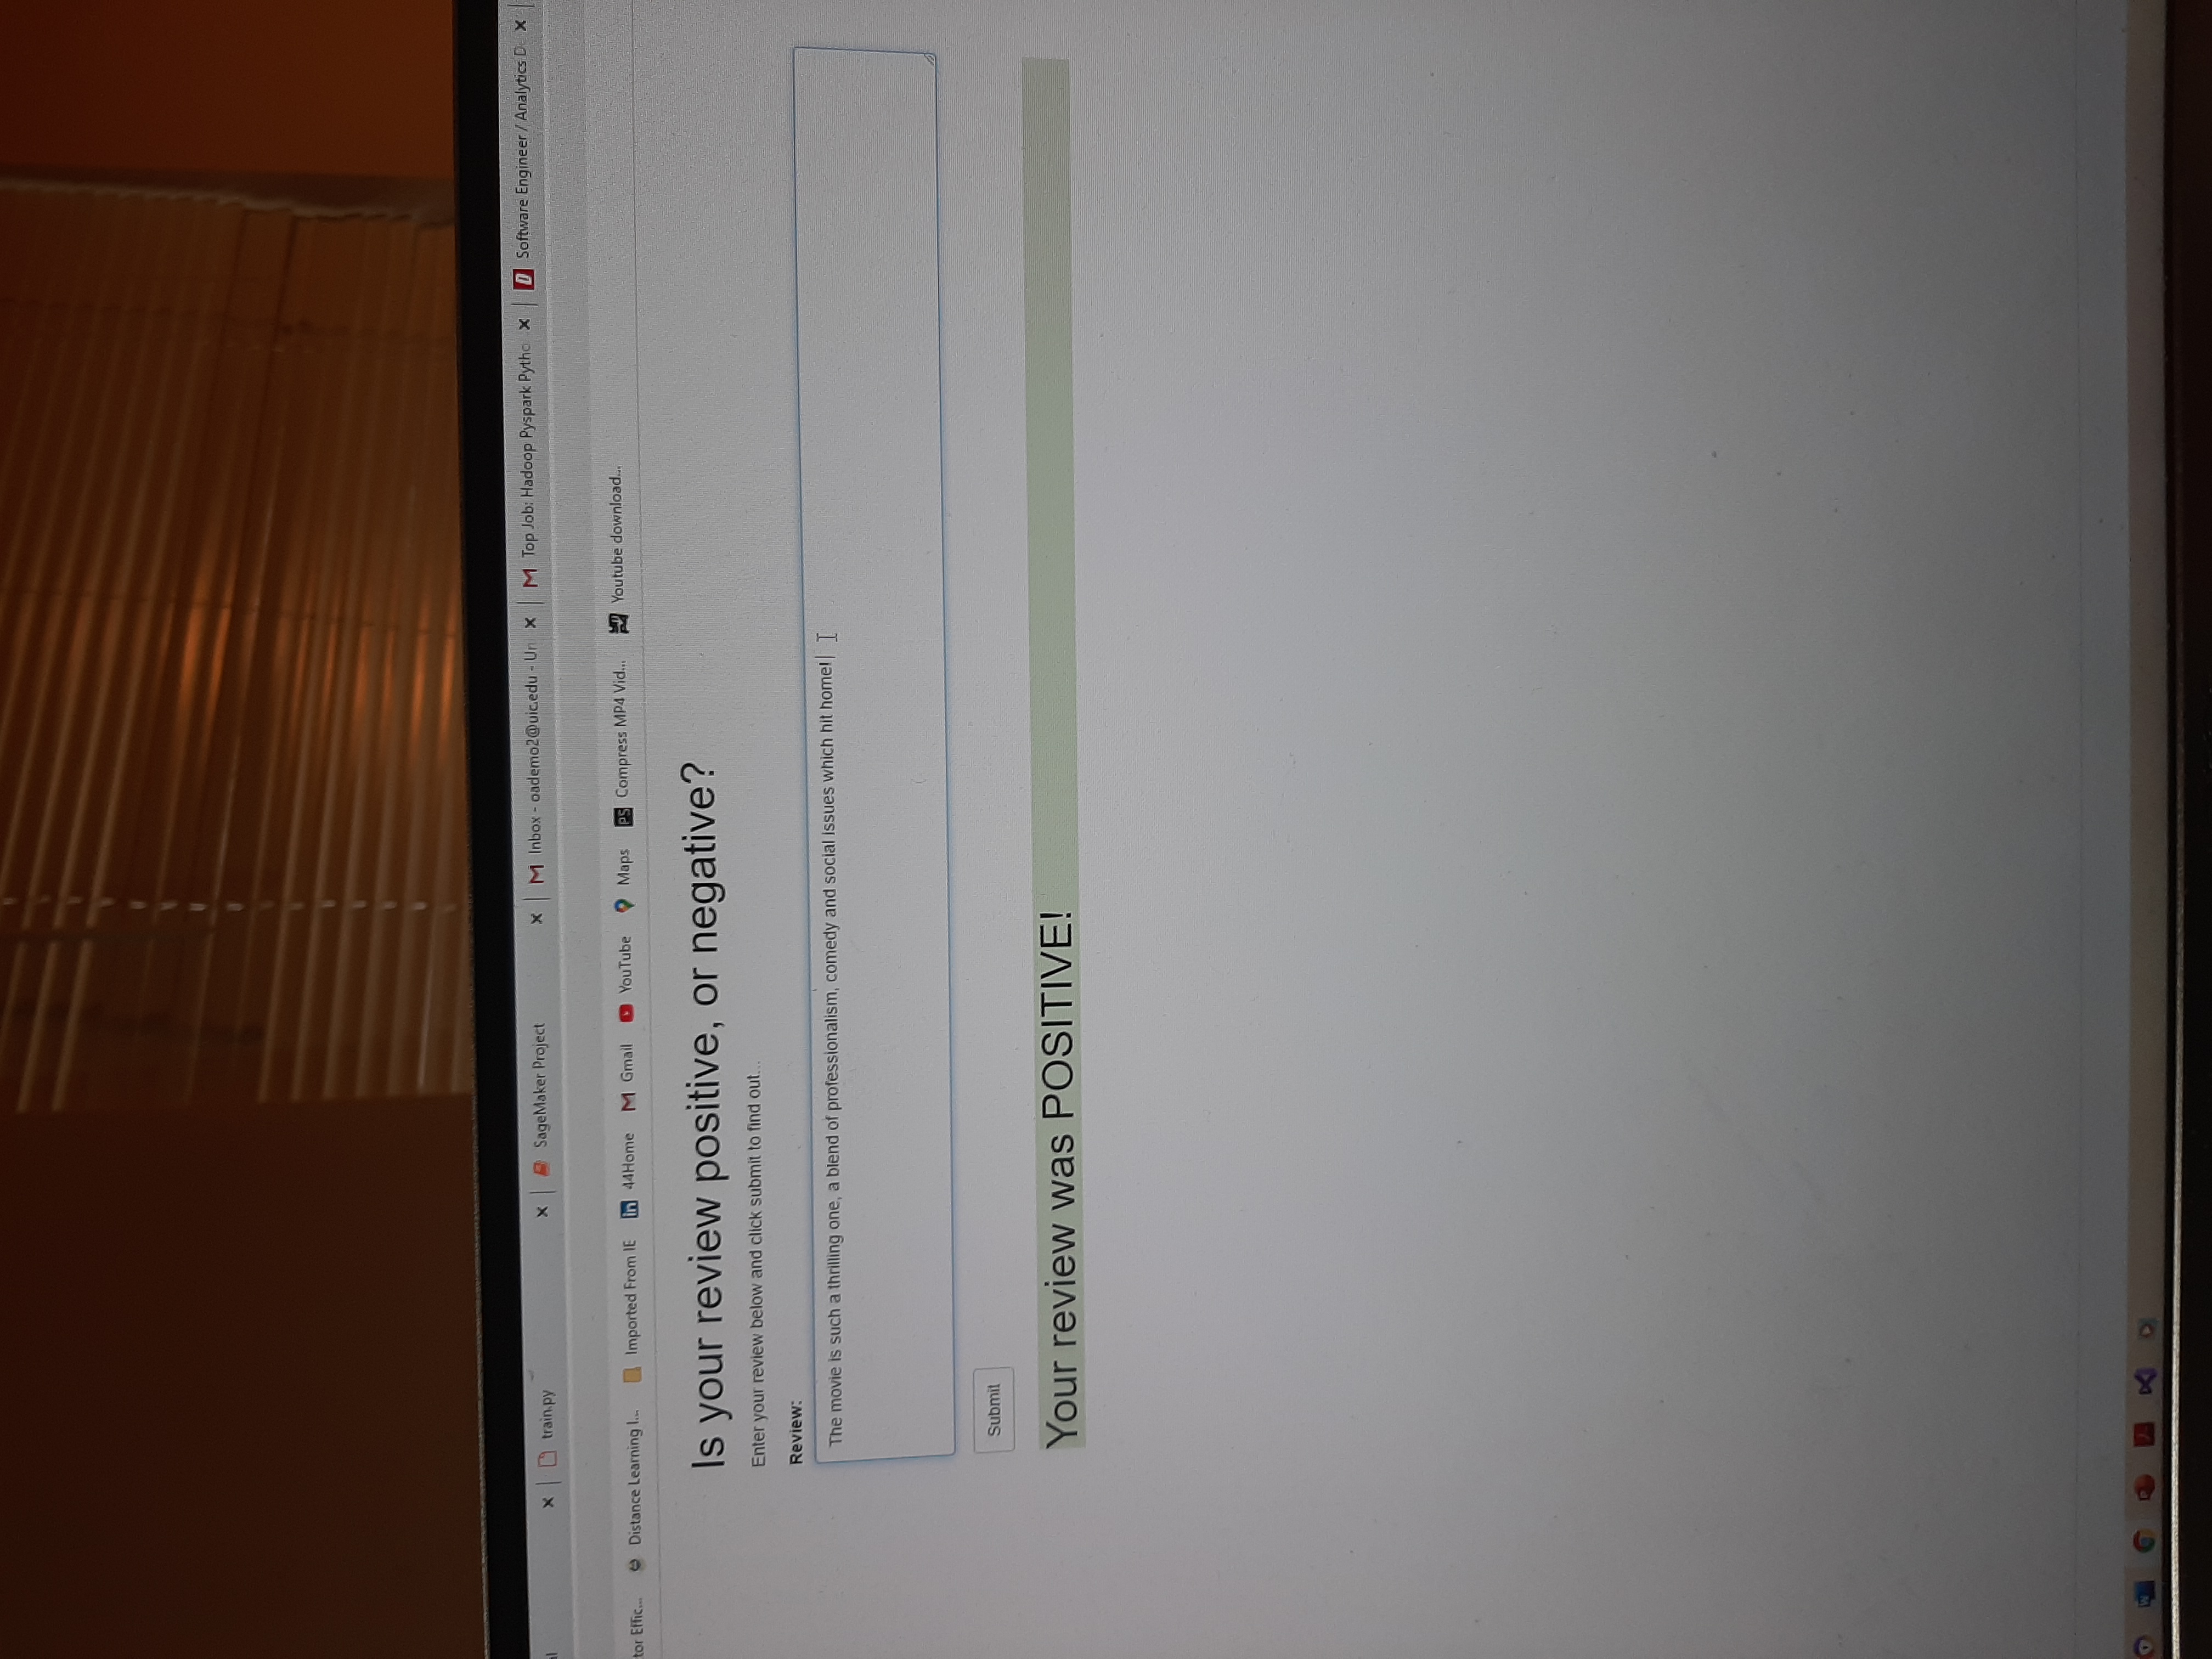 train.py
SageMaker Project
Inbox - oademo2@uic.edu - Un
Top Job: Hadoop Pyspark Pytho
Software Engineer / Analytics D
tor Effic...
Distance Learning I...
Imported From IE
44Home
Gmail
YouTube
Maps
Compress MP4 Vid...
Youtube download...
Is your review positive, or negative?
Enter your review below and click submit to find out...
Review:
The movie is such a thrilling one, a blend of professionalism, comedy and social issues which hit home!
Submit
Your review was POSITIVE!